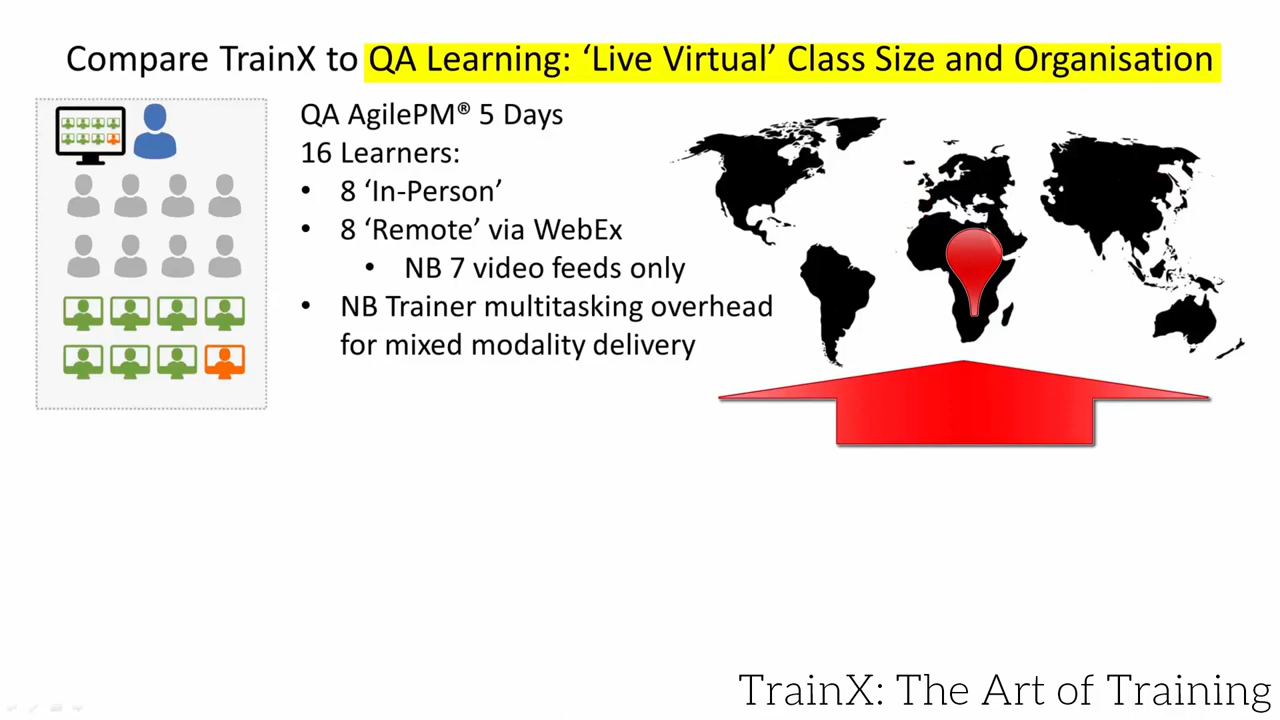 Compare TrainX to QA Learning: ‘Live Virtual’ Class Size and Organisation
QA AgilePM® 5 Days
16 Learners:
• 8 ‘In-Person’
• 8 ‘Remote’ via WebEx
• NB 7 video feeds only
• NB Trainer multitasking overhead
for mixed modality delivery
TrainX: The Art of Training